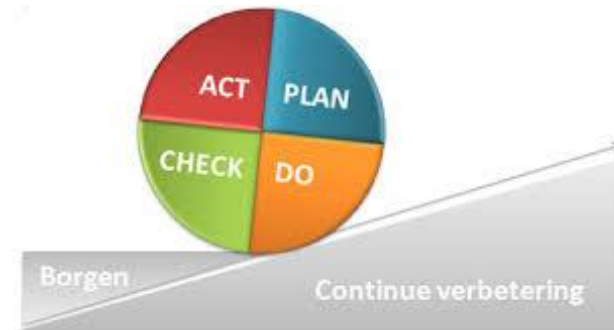 ACT
PLAN
CHECK
DO
Borgen
Continue verbetering